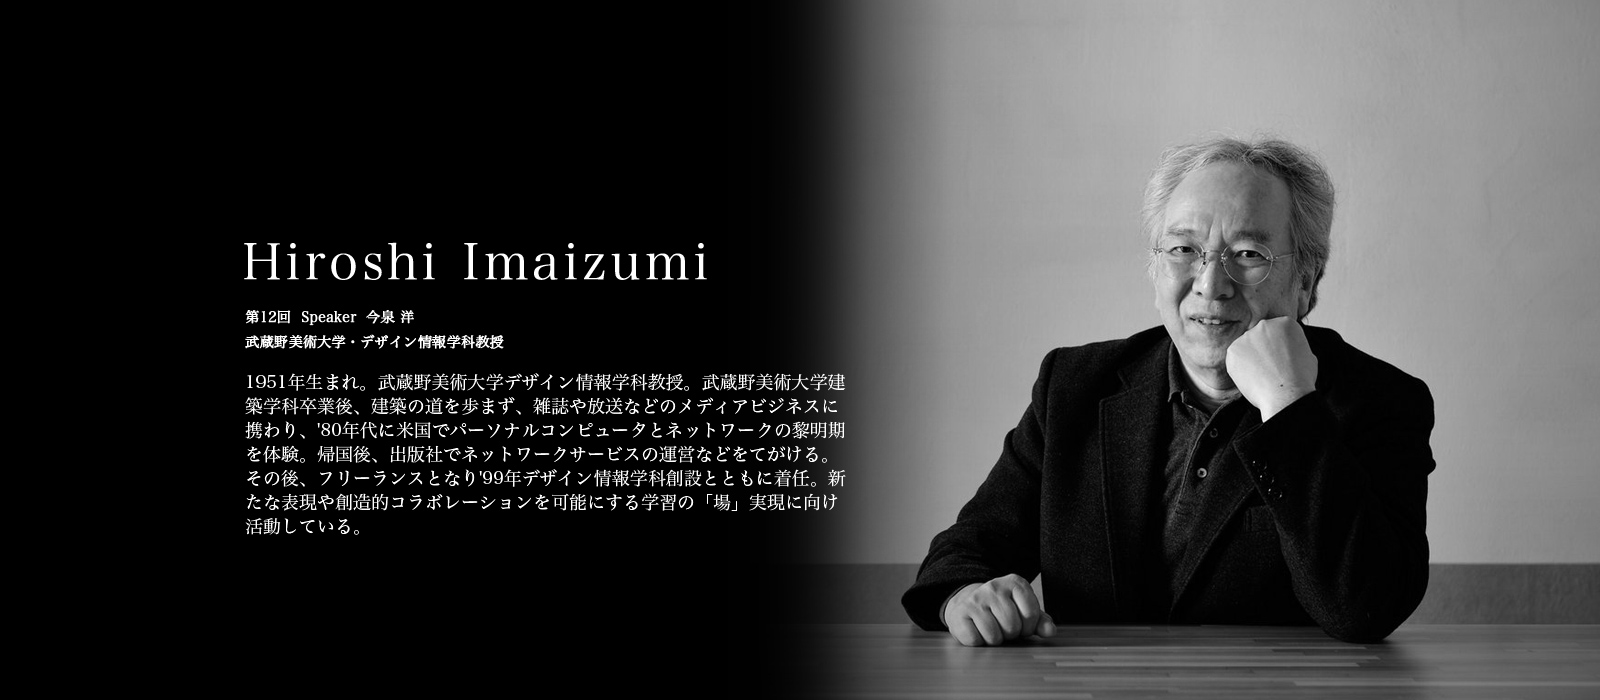 Hiroshi Imaizumi
第12回 Speaker 今泉 洋
武蔵野美術大学・デザイン情報学科教授
1951年生まれ。武蔵野美術大学デザイン情報学科教授。武蔵野美術大学建
築学科卒業後、建築の道を歩まず、雑誌や放送などのメディアビジネスに
携わり、'80年代に米国でパーソナルコンピュータとネットワークの黎明期
を体験。帰国後、出版社でネットワークサービスの運営などをてがける。
その後、フリーランスとなり'99年デザイン情報学科創設とともに着任。新
たな表現や創造的コラボレーションを可能にする学習の「場」実現に向け
活動している。